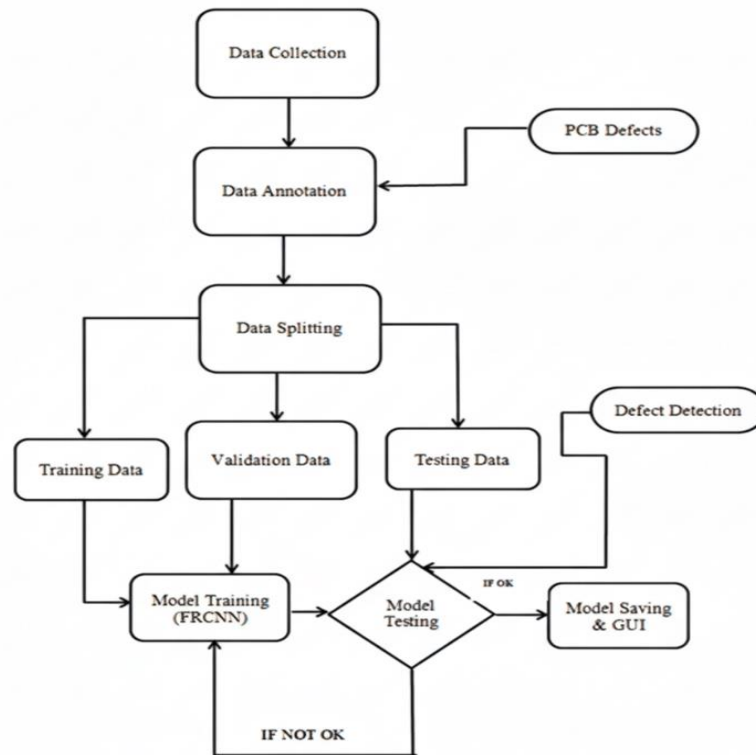 Data Collection
PCB Defects
Data Annotation
Data Splitting
Defect Detection
Training Data
Validation Data
Testing Data
IF OK
Model Training
(FRCNN)
Model
Testing
Model Saving
& GUI
IF NOT OK